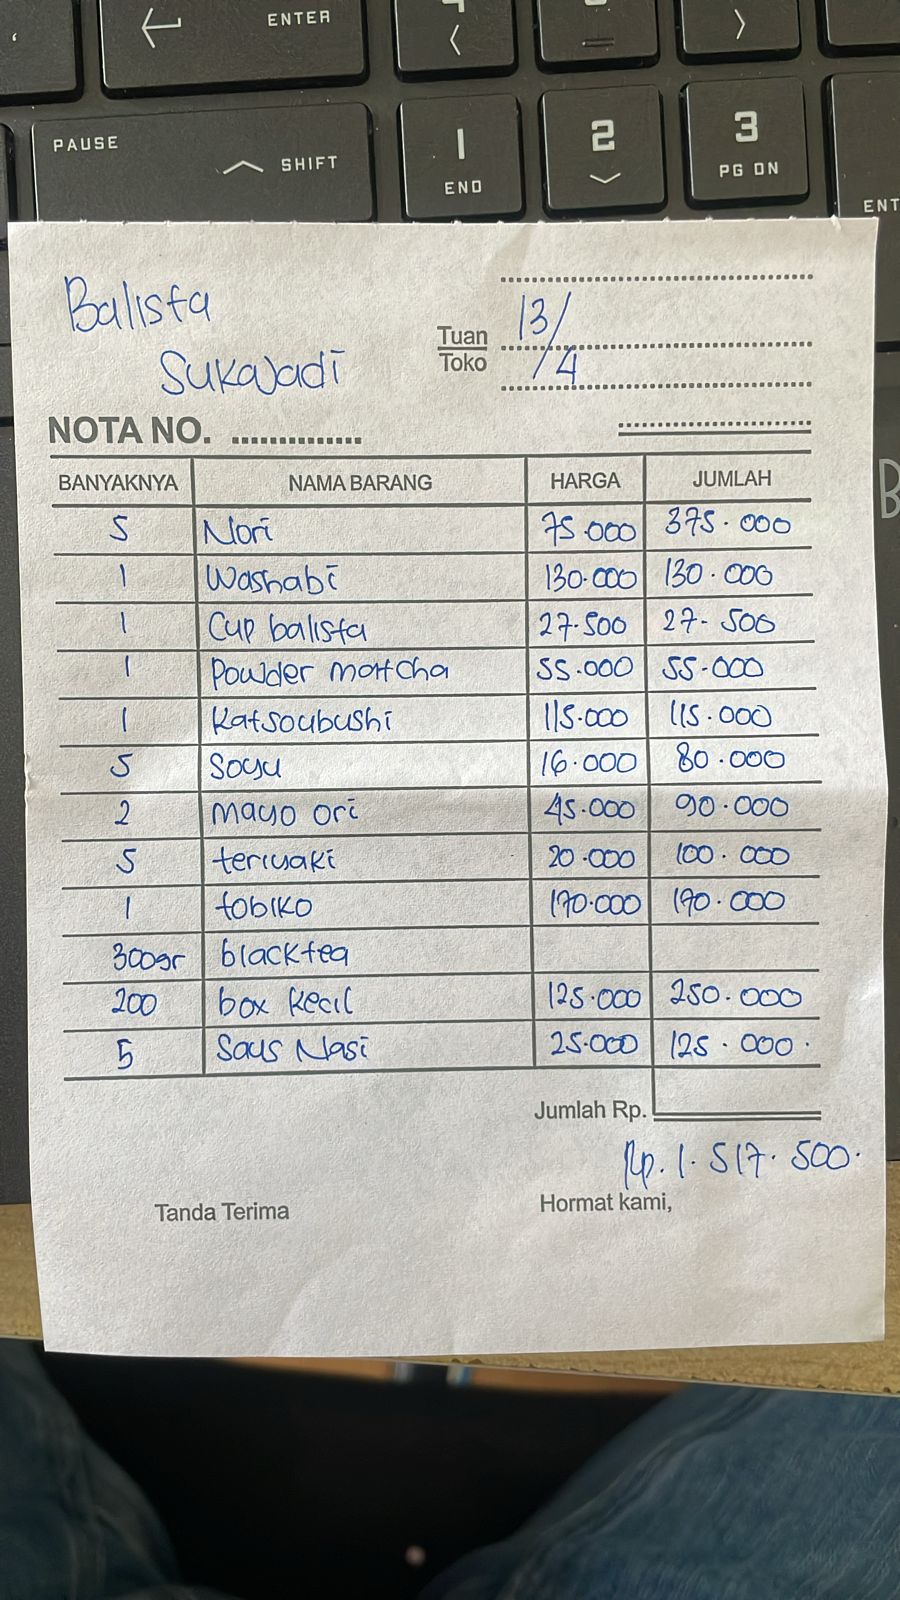 ENTER
PAUSE
SHIFT
1
END
2
3
PG DN
ENT
Balista
Sukajadi
Tuan
Toko
13/
/4
NOTA NO.
BANYAKNYA NAMA BARANG HARGA JUMLAH
5 Nori 75.000 375.000
1 Washabi 130.000 130.000
1 Cup balista 27.500 27.500
1 Powder matcha 55.000 55.000
1 Katsoubushi 115.000 115.000
5 Soyu 16.000 80.000
2 mayo ori 45.000 90.000
5 teriyaki 20.000 100.000
1 tobiko 170.000 170.000
300gr blacktea
200 box kecil 125.000 250.000
5 Saus Nasi 25.000 125.000.
Jumlah Rp.
Rp. 1.517.500.
Tanda Terima Hormat kami,